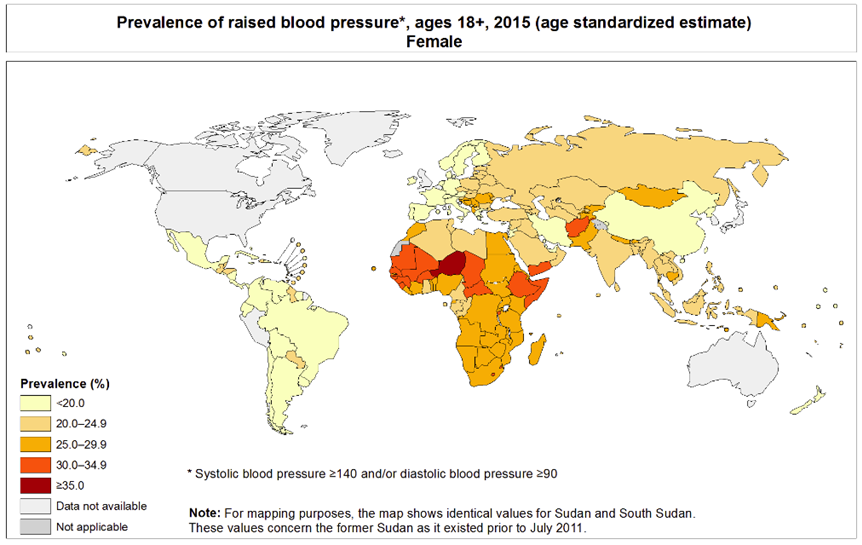 Prevalence of raised blood pressure*, ages 18+, 2015 (age standardized estimate)
Female
Prevalence (%)
<20.0
20.0–24.9
25.0–29.9
30.0–34.9
≥35.0
Data not available
Not applicable
* Systolic blood pressure ≥140 and/or diastolic blood pressure ≥90
Note: For mapping purposes, the map shows identical values for Sudan and South Sudan.
These values concern the former Sudan as it existed prior to July 2011.